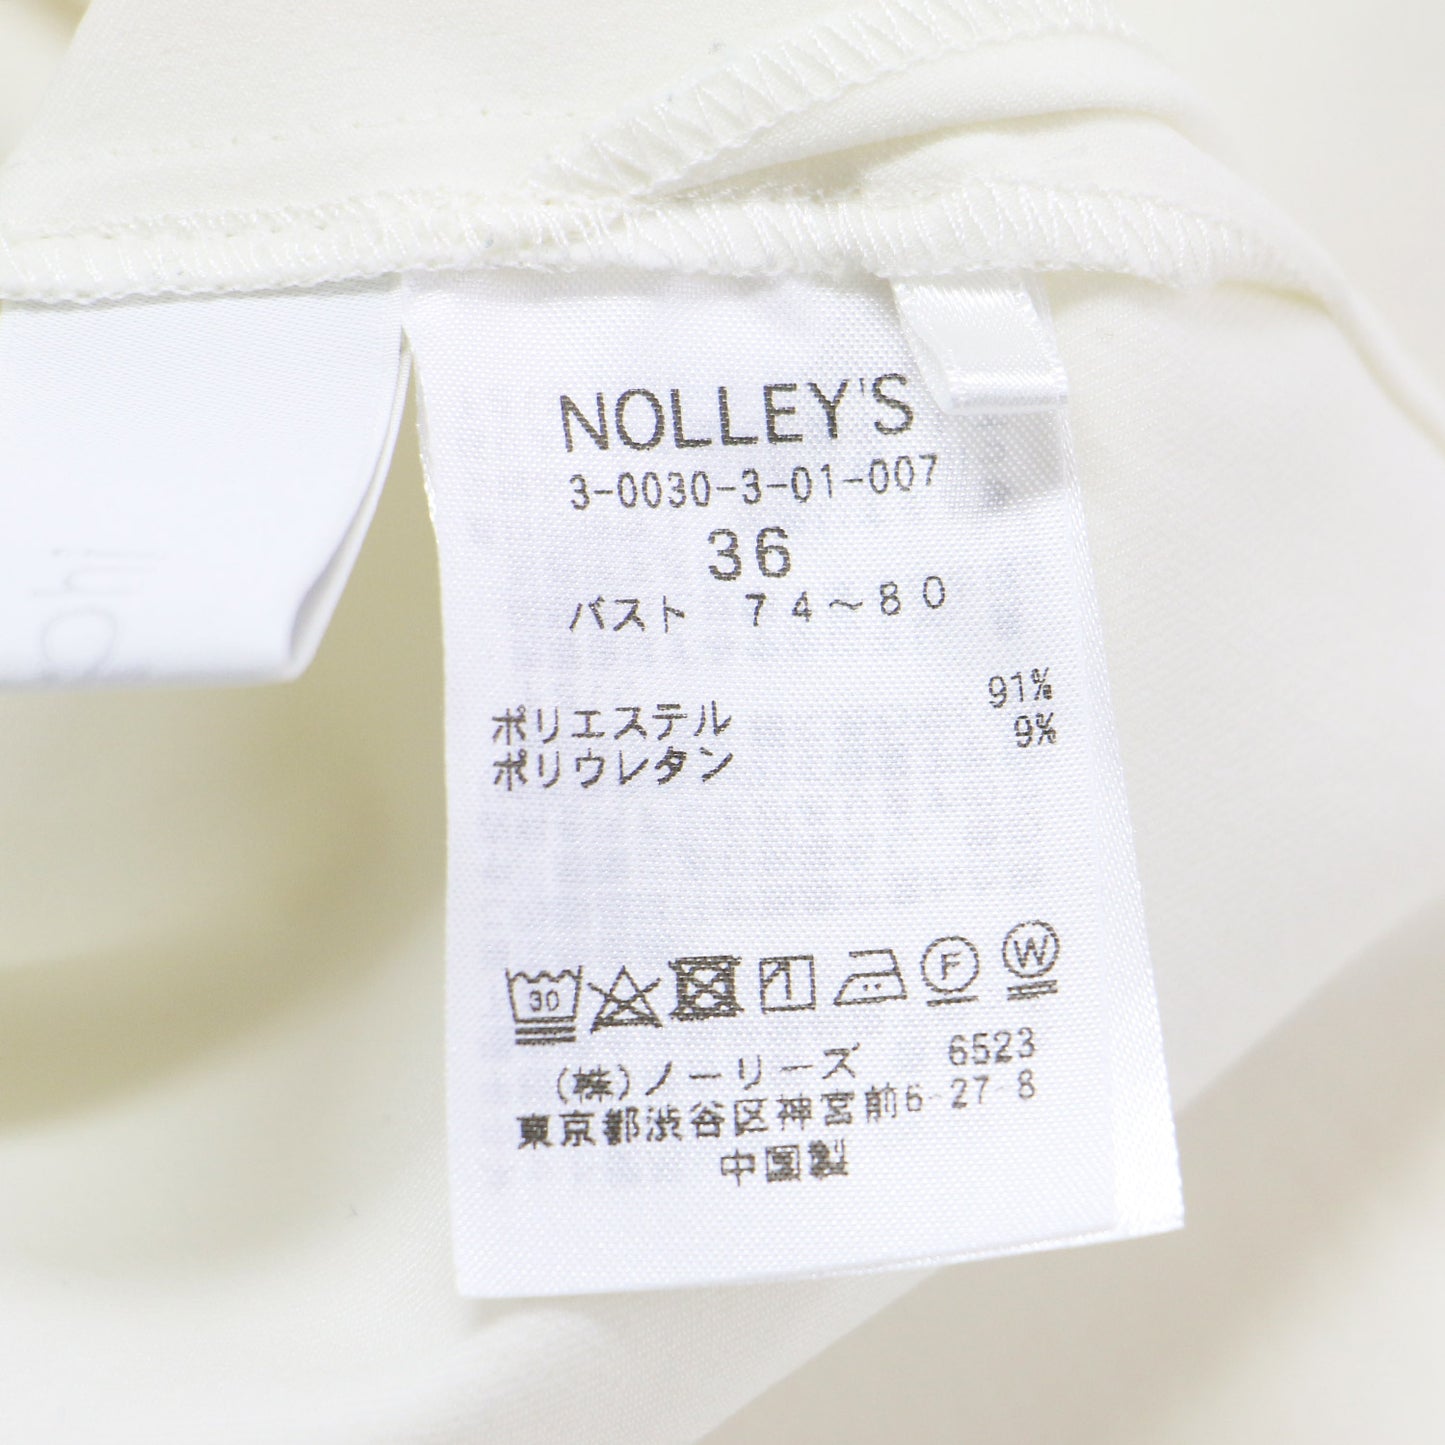 NOLLEY'S
3-0030-3-01-007
36
バスト 74~80
ポリエステル 91%
ポリウレタン 9%
30 F W
(株)ノーリーズ 6523
東京都渋谷区神宮前6-27-8
中国製